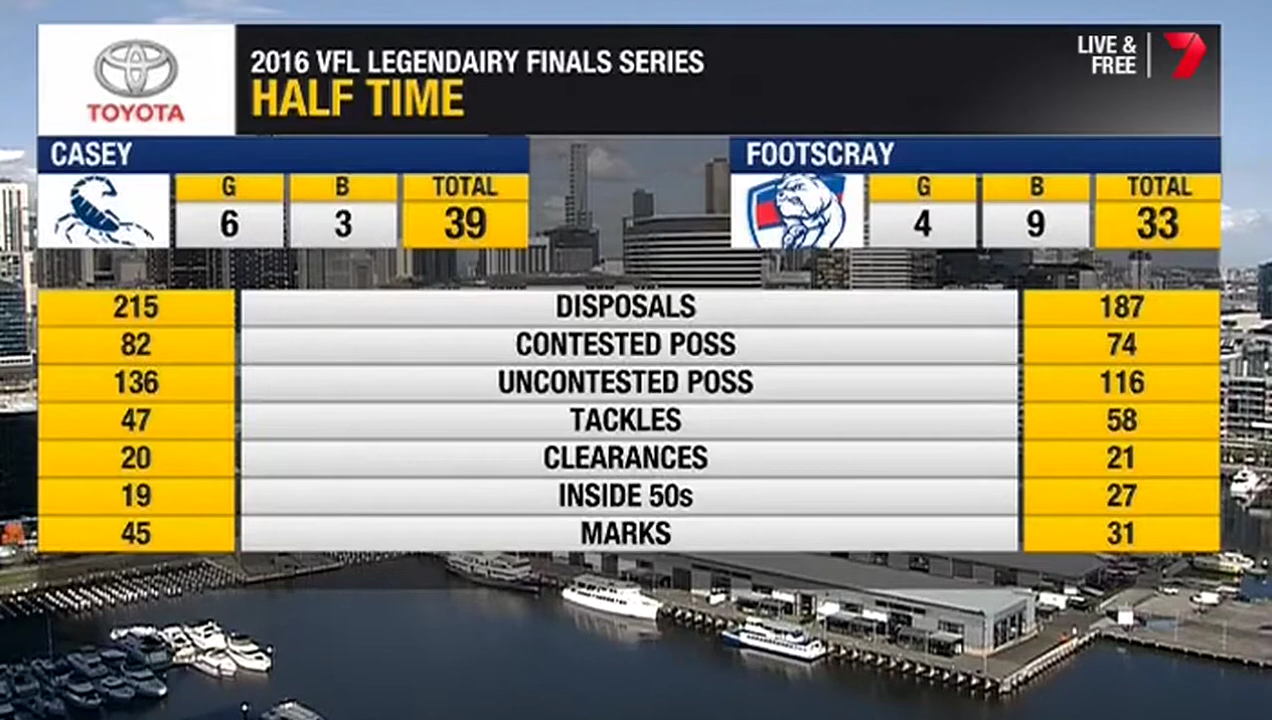 TOYOTA
2016 VFL LEGENDAIRY FINALS SERIES
HALF TIME
LIVE &
FREE
7
CASEY
G B TOTAL
6 3 39
FOOTSCRAY
G B TOTAL
4 9 33
215 DISPOSALS 187
82 CONTESTED POSS 74
136 UNCONTESTED POSS 116
47 TACKLES 58
20 CLEARANCES 21
19 INSIDE 50s 27
45 MARKS 31